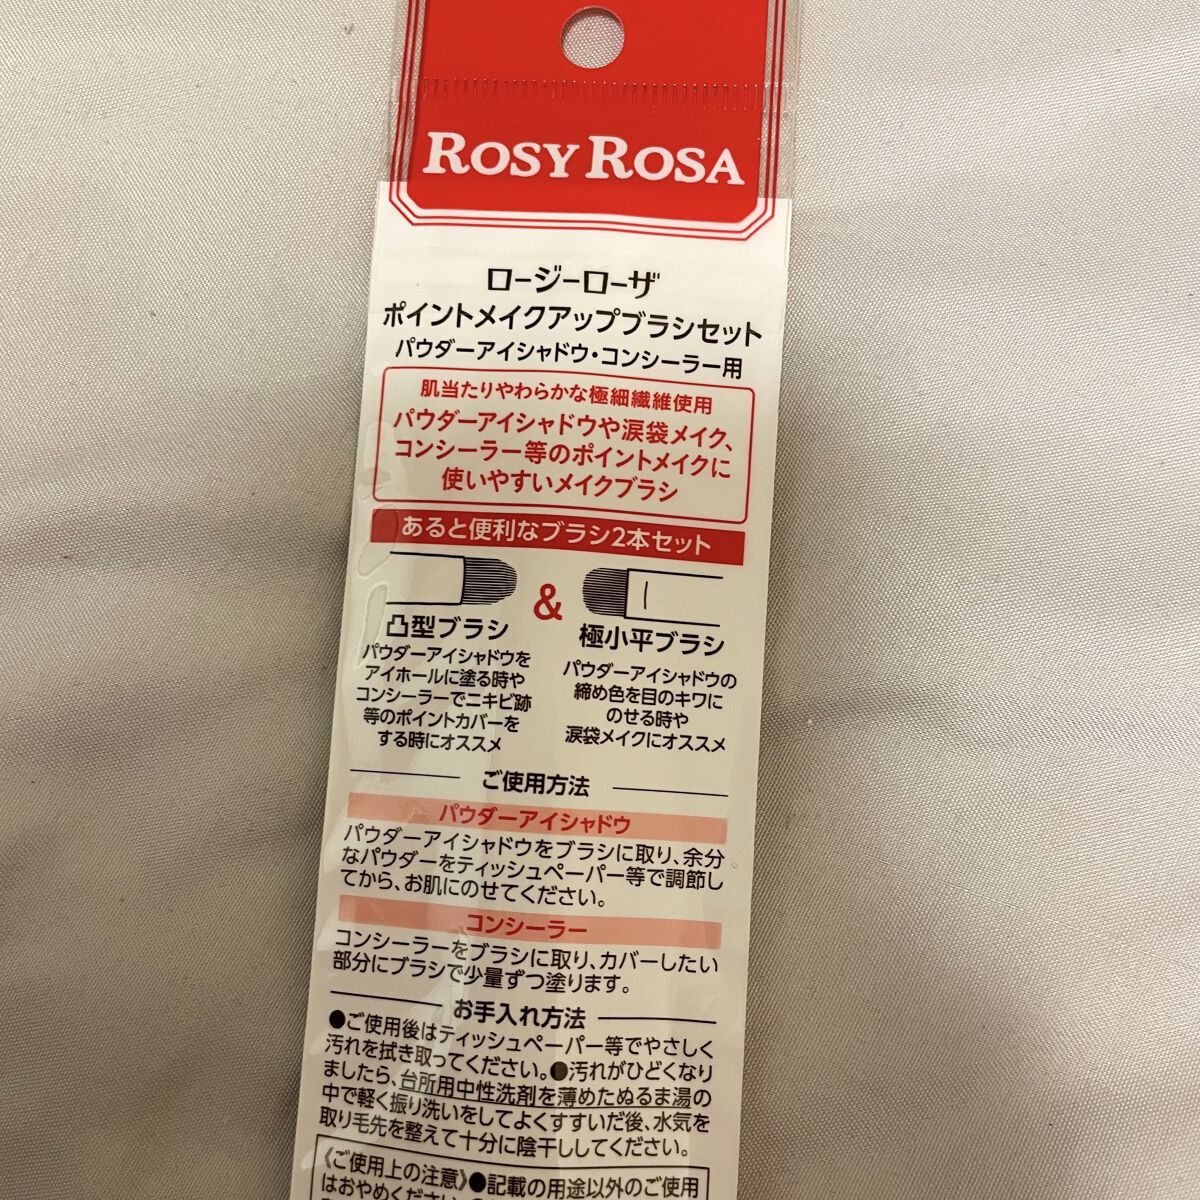 ROSY ROSA
ロージーローザ
ポイントメイクアップブラシセット
パウダーアイシャドウ・コンシーラー用
肌当たりやわらかな極細繊維使用
パウダーアイシャドウや涙袋メイク、
コンシーラー等のポイントメイクに
使いやすいメイクブラシ
あると便利なブラシ2本セット
凸型ブラシ
パウダーアイシャドウを
アイホールに塗る時や
コンシーラーでニキビ跡
等のポイントカバーを
する時にオススメ
&
極小平ブラシ
パウダーアイシャドウの
締め色を目のキワに
のせる時や
涙袋メイクにオススメ
ご使用方法
パウダーアイシャドウ
パウダーアイシャドウをブラシに取り、余分
なパウダーをティッシュペーパー等で調節し
てから、お肌にのせてください。
コンシーラー
コンシーラーをブラシに取り、カバーしたい
部分にブラシで少量ずつ塗ります。
お手入れ方法
●ご使用後はティッシュペーパー等でやさしく
汚れを拭き取ってください。●汚れがひどくなり
ましたら、台所用中性洗剤を薄めたぬるま湯の
中で軽く振り洗いをしてよくすすいだ後、水気を
取り毛先を整えて十分に陰干ししてください。
《ご使用上の注意》●記載の用途以外のご使用
はおやめください